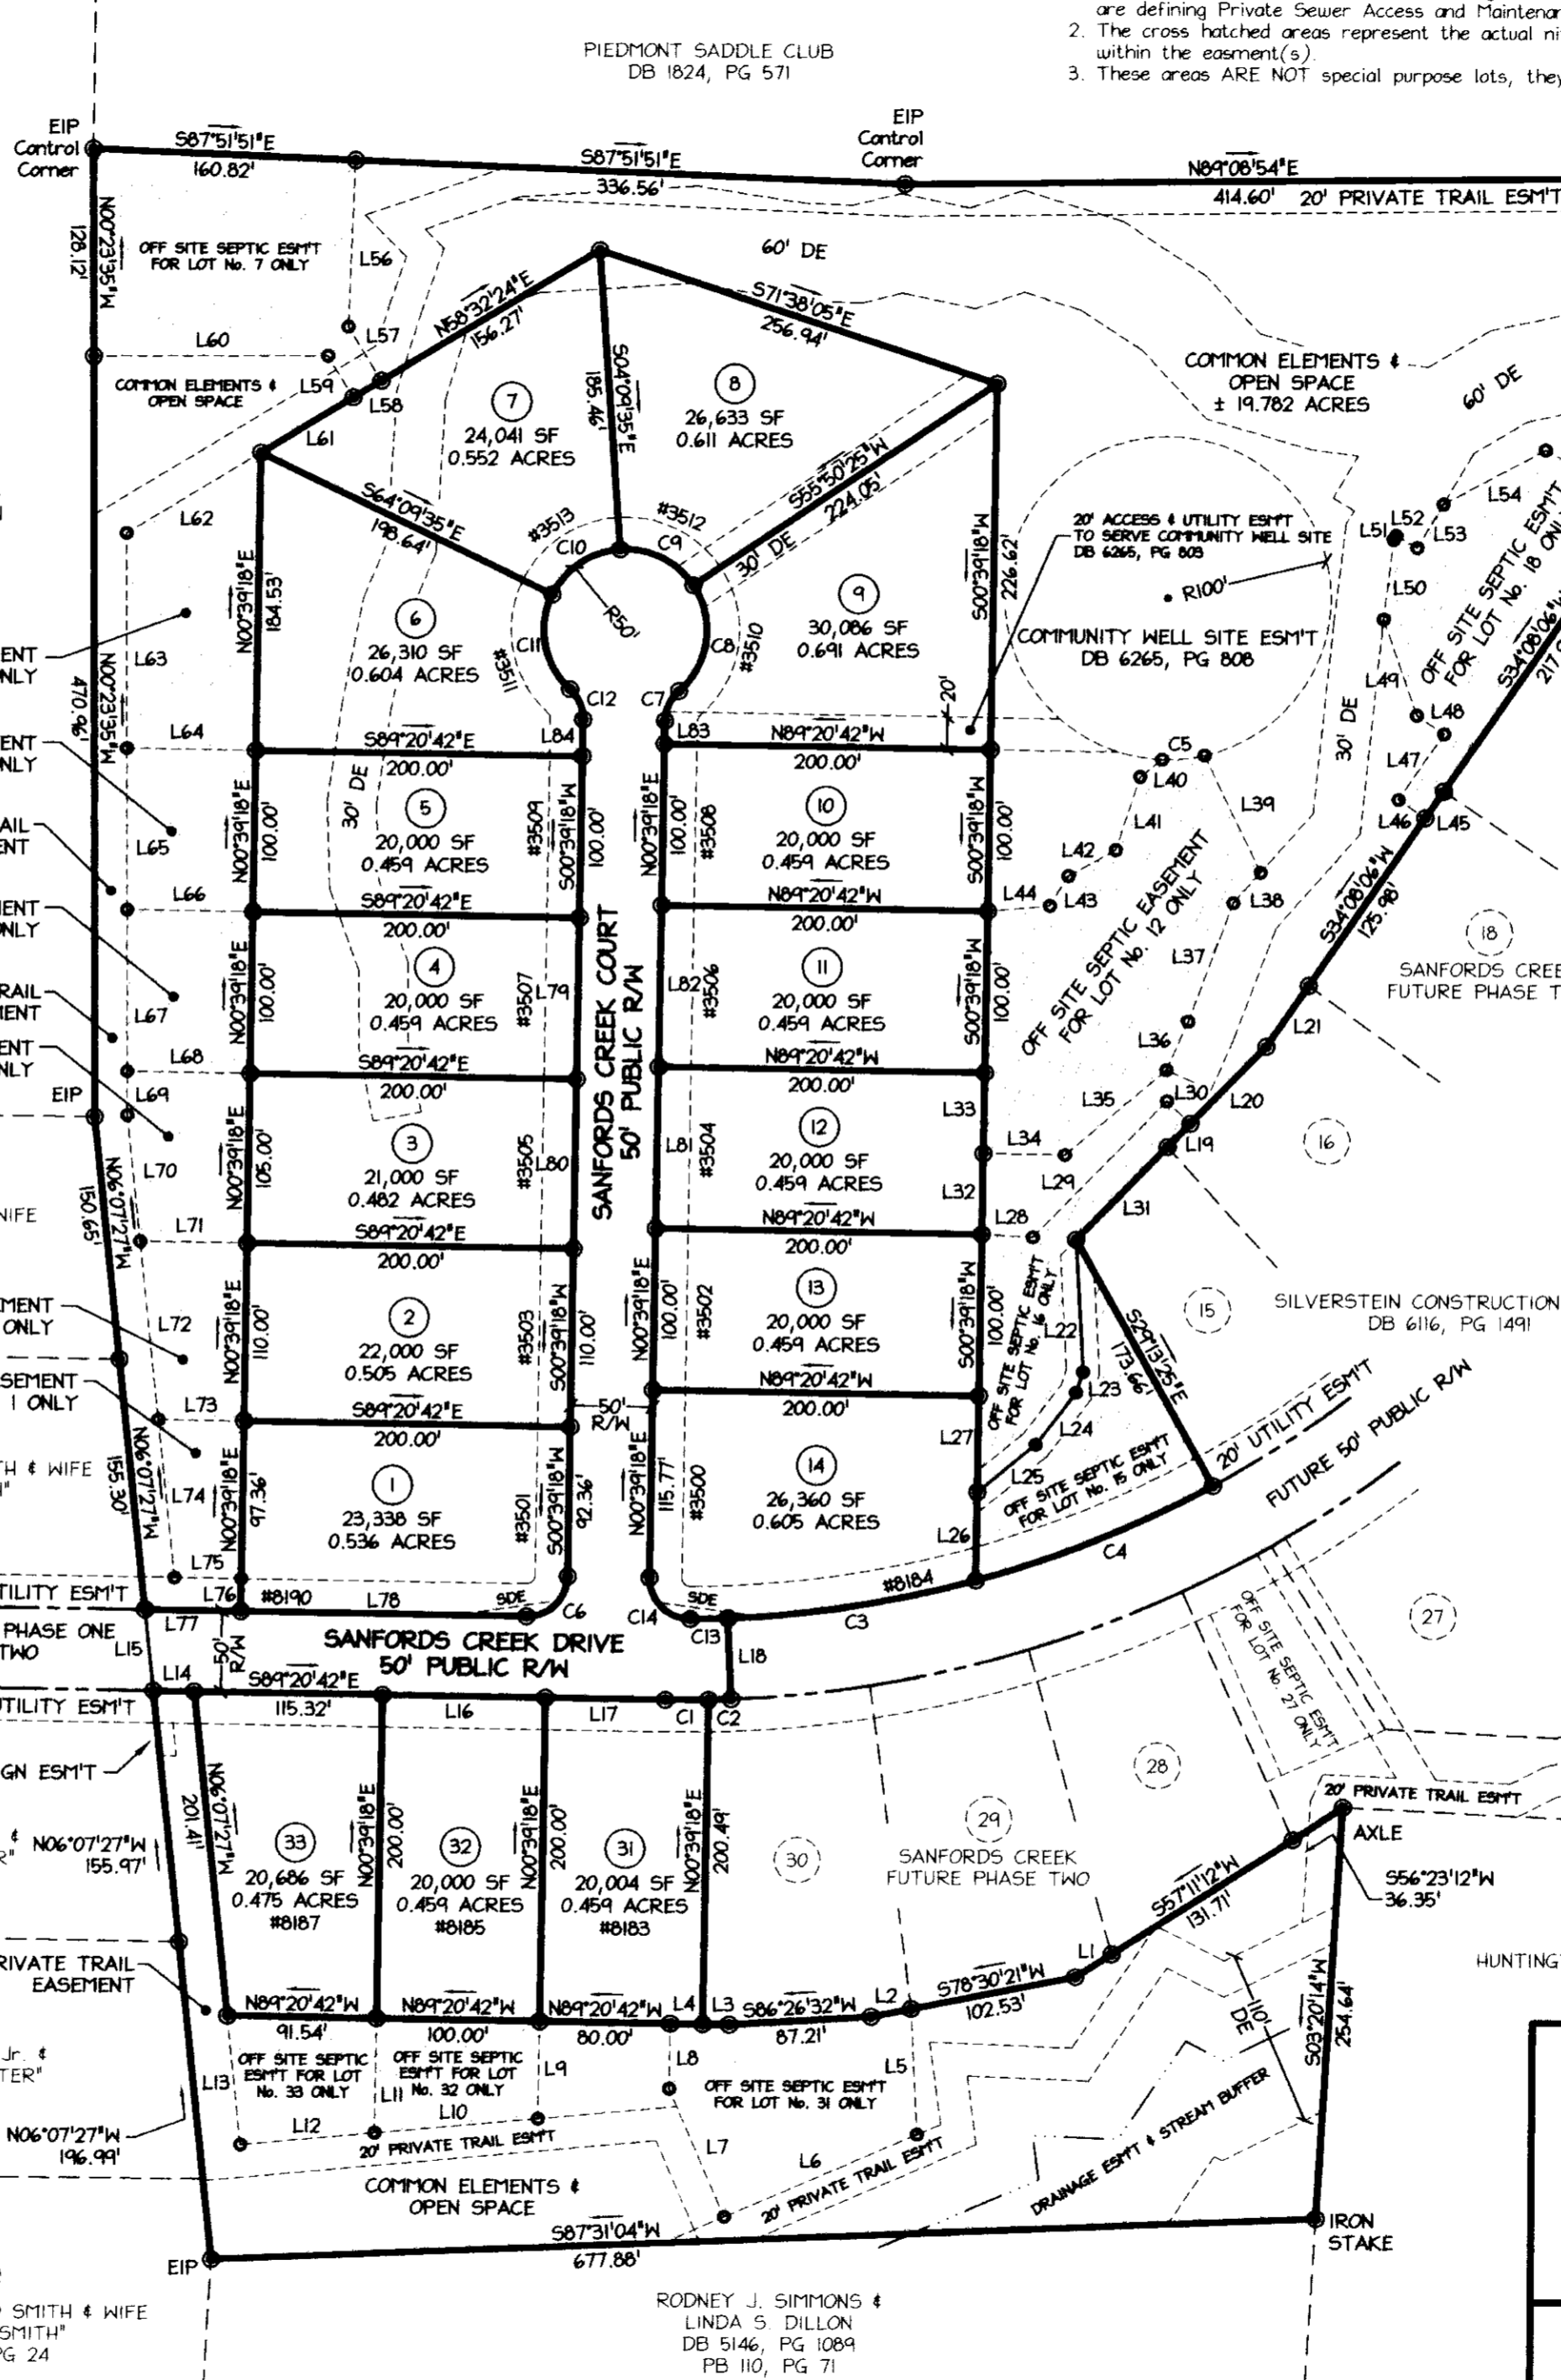 are defining Private Sewer Access and
2. The cross hatched areas represent the actual
within the easment(s).
3. These areas ARE NOT special purpose lots, they
PIEDMONT SADDLE CLUB
DB 1824, PG 571
EIP
Control
Corner
S87°51'51"E
160.82'
S87°51'51"E
336.56'
EIP
Control
Corner
N89°08'54"E
414.60' 20' PRIVATE TRAIL ESM'T
N00°23'35"W
128.12'
OFF SITE SEPTIC ESM'T
FOR LOT No. 7 ONLY
L56
L57
L60
L59
L58
COMMON ELEMENTS &
OPEN SPACE
L61
N58°32'24"E
156.27'
60' DE
S71°38'05"E
256.94'
S04°09'35"E
185.46'
7
24,041 SF
0.552 ACRES
8
26,633 SF
0.611 ACRES
COMMON ELEMENTS &
OPEN SPACE
± 19.782 ACRES
60' DE
S55°50'25"W
224.05'
30' DE
S64°09'35"E
198.64'
#3513
#3512
C10
C9
R50'
C11
C8
#3511
#3510
C12
C7
L62
N00°39'18"E
184.53'
6
26,310 SF
0.604 ACRES
9
30,086 SF
0.691 ACRES
S00°39'18"W
226.62'
20' ACCESS & UTILITY ESM'T
TO SERVE COMMUNITY WELL SITE
DB 6265, PG 803
R100'
COMMUNITY WELL SITE ESM'T
DB 6265, PG 808
L51
L52
L53
L54
L50
OFF SITE SEPTIC ESM'T
FOR LOT No. 18 ONLY
S34°08'06"W
L49
L48
L47
L46
L45
30' DE
L63
N00°23'35"W
470.96'
L64
S89°20'42"E
200.00'
L84
L83
20'
N89°20'42"W
200.00'
C5
L40
L39
L41
L42
L43
L44
L38
30' DE
5
20,000 SF
0.459 ACRES
N00°39'18"E
100.00'
#3509
S00°39'18"W
100.00'
N00°39'18"E
100.00'
#3508
10
20,000 SF
0.459 ACRES
S00°39'18"W
100.00'
L65
L66
S89°20'42"E
200.00'
N89°20'42"W
200.00'
OFF SITE SEPTIC EASEMENT
FOR LOT No. 12 ONLY
L37
S34°08'06"W
125.98'
18
SANFORDS
FUTURE PHASE
4
20,000 SF
0.459 ACRES
N00°39'18"E
100.00'
#3507
L79
SANFORDS CREEK COURT
50' PUBLIC R/W
L82
#3506
11
20,000 SF
0.459 ACRES
S00°39'18"W
100.00'
L67
L68
S89°20'42"E
200.00'
N89°20'42"W
200.00'
L36
L21
L35
L30
L20
L19
16
EIP
L69
L70
3
21,000 SF
0.482 ACRES
N00°39'18"E
105.00'
#3505
L80
L81
#3504
12
20,000 SF
0.459 ACRES
L33
L34
L32
L29
L31
L28
N06°07'27"W
150.65'
L71
S89°20'42"E
200.00'
N89°20'42"W
200.00'
L72
2
22,000 SF
0.505 ACRES
N00°39'18"E
110.00'
#3503
S00°39'18"W
110.00'
N00°39'18"E
100.00'
#3502
13
20,000 SF
0.459 ACRES
S00°39'18"W
100.00'
OFF SITE SEPTIC ESM'T
FOR LOT No. 16 ONLY
L22
S29°13'25"E
173.66'
15
SILVERSTEIN CONSTRUCTION
DB 6116, PG 1491
L73
S89°20'42"E
200.00'
50'
R/W
N89°20'42"W
200.00'
L23
L24
L25
L27
OFF SITE SEPTIC ESM'T
FOR LOT No. 15 ONLY
20' UTILITY ESM'T
FUTURE 50' PUBLIC R/W
& WIFE
ONLY
1 ONLY
N06°07'27"W
155.30'
L74
N00°39'18"E
97.36'
1
23,338 SF
0.536 ACRES
#3501
S00°39'18"W
92.36'
N00°39'18"E
115.77'
#3500
14
26,360 SF
0.605 ACRES
L26
C4
L75
L76
#8190
L78
SDE
C6
C14
SDE
C13
#8184
C3
L77
L15
PHASE ONE
SANFORDS CREEK DRIVE
50' PUBLIC R/W
50'
R/W
L18
L14
S89°20'42"E
115.32'
L16
L17
C1
C2
27
OFF SITE SEPTIC ESM'T
FOR LOT No. 27 ONLY
28
29
30
SANFORDS CREEK
FUTURE PHASE TWO
N06°07'27"W
201.41'
N06°07'27"W
155.97'
33
20,686 SF
0.475 ACRES
#8187
N00°39'18"E
200.00'
32
20,000 SF
0.459 ACRES
#8185
N00°39'18"E
200.00'
31
20,004 SF
0.459 ACRES
#8183
N00°39'18"E
200.49'
20' PRIVATE TRAIL ESM'T
AXLE
S56°23'12"W
36.35'
S57°11'12"W
131.71'
L1
TRAIL
EASEMENT
N89°20'42"W
91.54'
N89°20'42"W
100.00'
N89°20'42"W
80.00'
L4
L3
S86°26'32"W
87.21'
L2
S78°30'21"W
102.53'
110'
DE
S03°20'14"W
254.64'
L13
OFF SITE SEPTIC
ESM'T FOR LOT
No. 33 ONLY
L11
OFF SITE SEPTIC
ESM'T FOR LOT
No. 32 ONLY
L9
L8
OFF SITE SEPTIC ESM'T
FOR LOT No. 31 ONLY
L5
L12
L10
20' PRIVATE TRAIL ESM'T
L7
L6
20' PRIVATE TRAIL ESM'T
DRAINAGE ESM'T & STREAM BUFFER
N06°07'27"W
196.99'
COMMON ELEMENTS &
OPEN SPACE
S87°31'04"W
677.88'
EIP
IRON
STAKE
SMITH & WIFE
SMITH"
PG 24
RODNEY J. SIMMONS &
LINDA S. DILLON
DB 5146, PG 1089
PB 110, PG 71